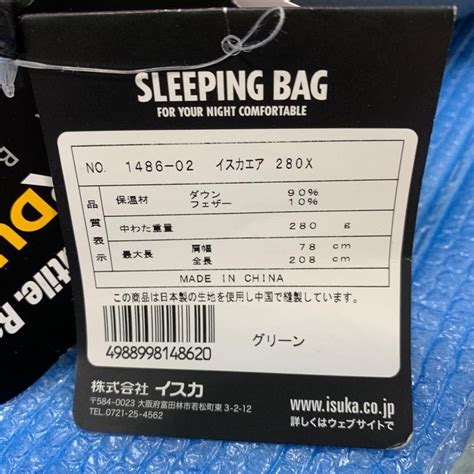 SLEEPING BAG
FOR YOUR NIGHT COMFORTABLE
NO. 1486-02 イスカエア 280X
品質表示
保温材 ダウン 90%
フェザー 10%
中わた重量 280 g
最大長 肩幅 78 cm
全長 208 cm
MADE IN CHINA
この商品は日本製の生地を使用し中国で縫製しています。
4988998148620
グリーン
株式会社 イスカ
〒584-0023 大阪府富田林市若松町東 3-2-12
TEL. 0721-25-4562
www.isuka.co.jp
詳しくはウェブサイトで